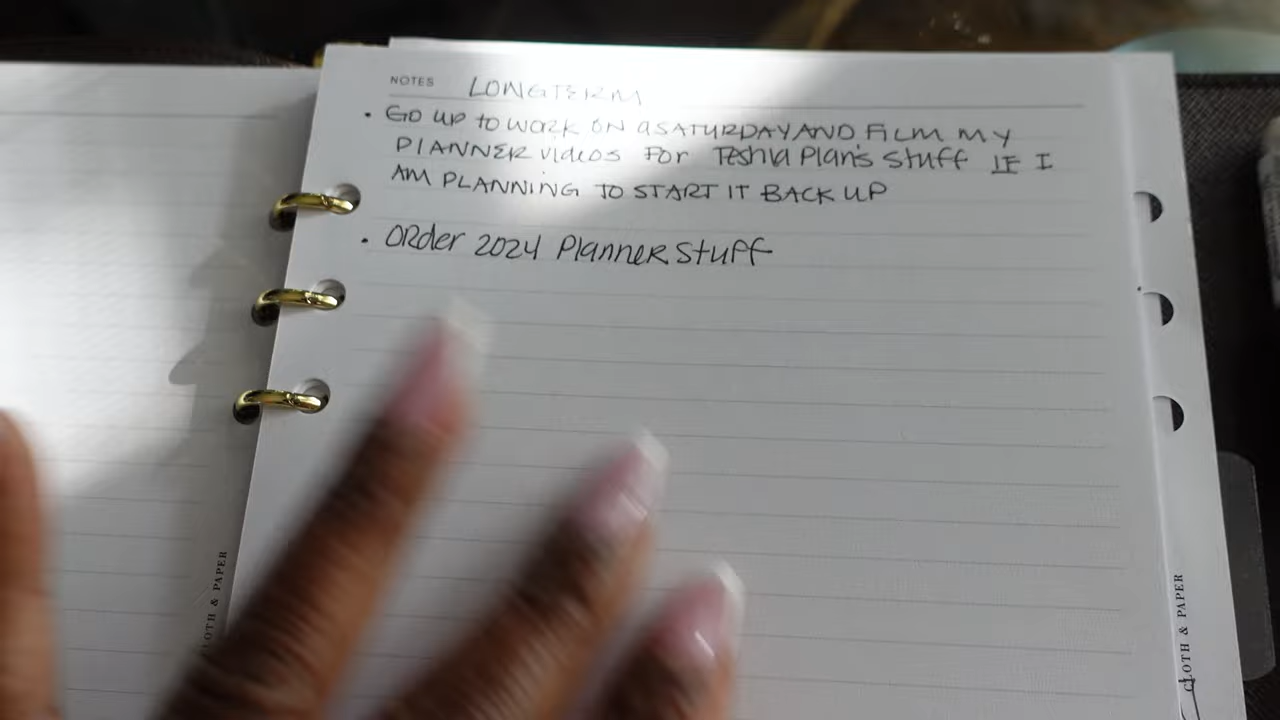 NOTES LONGTERM
• GO UP TO WORK ON A SATURDAY AND FILM MY
PLANNER VIDEOS FOR Teshia Plan's Stuff IF I
AM PLANNING TO START IT BACK UP
• ORDer 2024 Planner Stuff
CLOTH & PAPER
CLOTH & PAPER